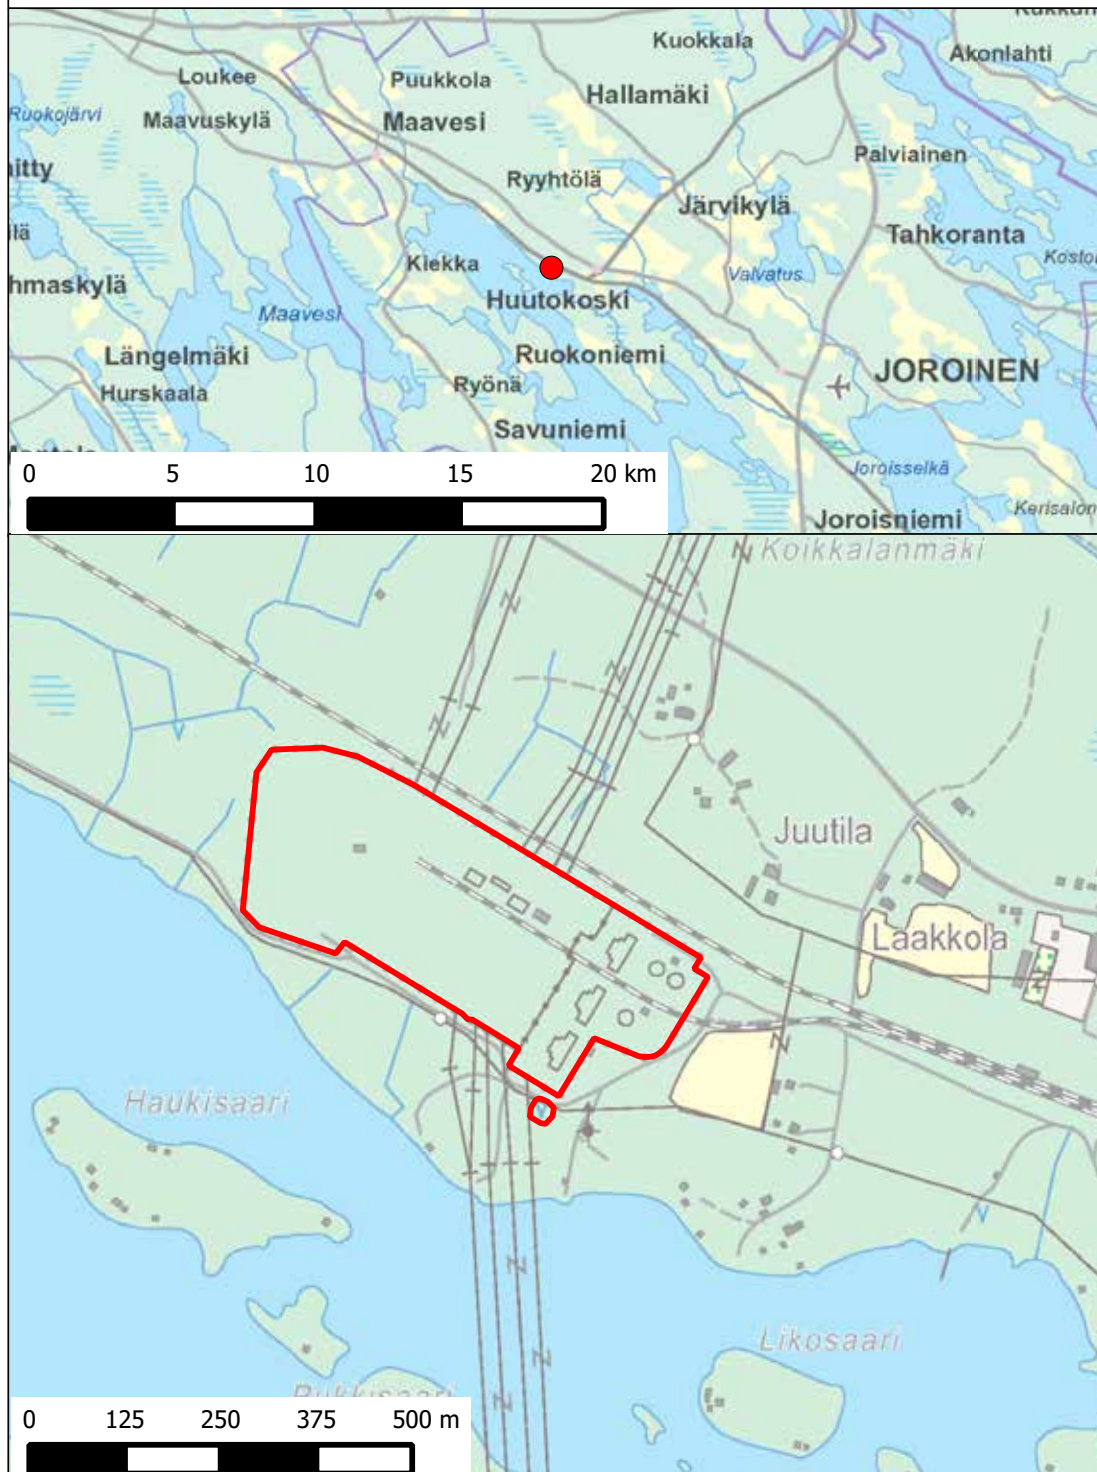 Kuokkala
Akonlahti
Loukee
Puukkola
Hallamäki
Ruokojärvi
Maavuskylä
Maavesi
Palviainen
Ryyhtölä
Järvikylä
Tahkoranta
Kiekka
Valvatus
Huutokoski
Maavesi
Längelmäki
Ruokoniemi
JOROINEN
Hurskaala
Ryönä
Savuniemi
Joroisselkä
Joroisniemi
Kerisalon
0 5 10 15 20 km
Koikkalanmäki
Juutila
Laakkola
Haukisaari
Likosaari
0 125 250 375 500 m